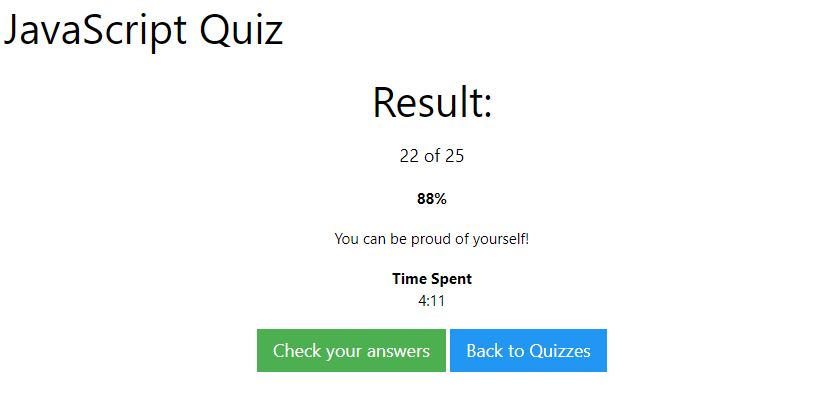 JavaScript Quiz
Result:
22 of 25
88%
You can be proud of yourself!
Time Spent
4:11
Check your answers Back to Quizzes